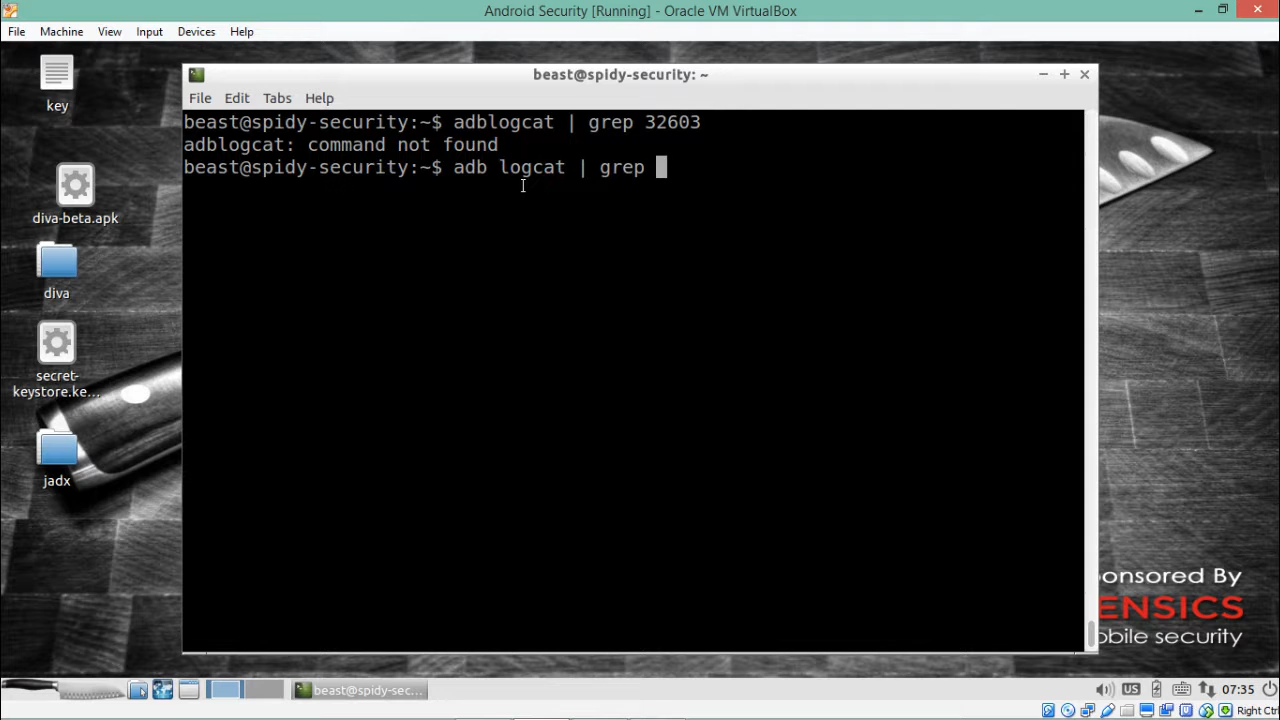 Android Security [Running] - Oracle VM VirtualBox
File Machine View Input Devices Help
key
diva-beta.apk
diva
secret-
keystore.ke...
jadx
beast@spidy-security: ~
File Edit Tabs Help
beast@spidy-security:~$ adblogcat | grep 32603
adblogcat: command not found
beast@spidy-security:~$ adb logcat | grep
ponsored By
ENSICS
obile security
beast@spidy-sec...
US
07:35
Right Ctrl